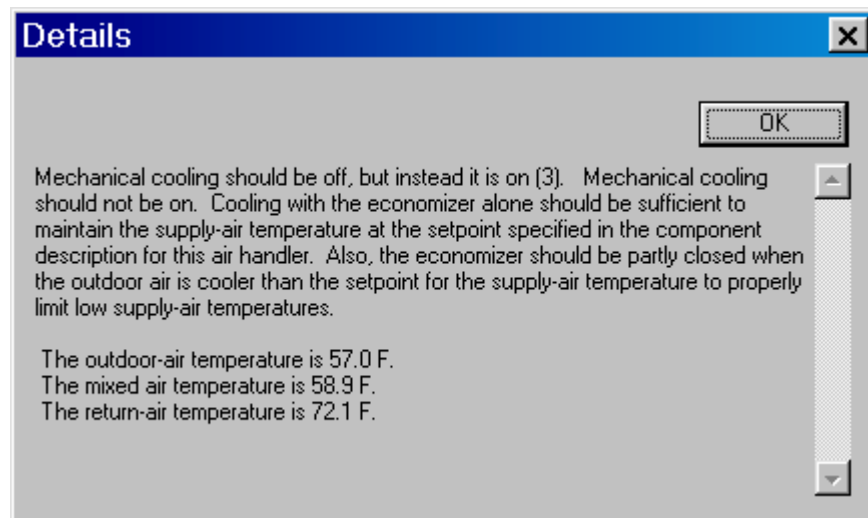 Details
OK
Mechanical cooling should be off, but instead it is on (3).   Mechanical cooling
should not be on.  Cooling with the economizer alone should be sufficient to
maintain the supply-air temperature at the setpoint specified in the component
description for this air handler.  Also, the economizer should be partly closed when
the outdoor air is cooler than the setpoint for the supply-air temperature to properly
limit low supply-air temperatures.
The outdoor-air temperature is 57.0 F.
The mixed air temperature is 58.9 F.
The return-air temperature is 72.1 F.